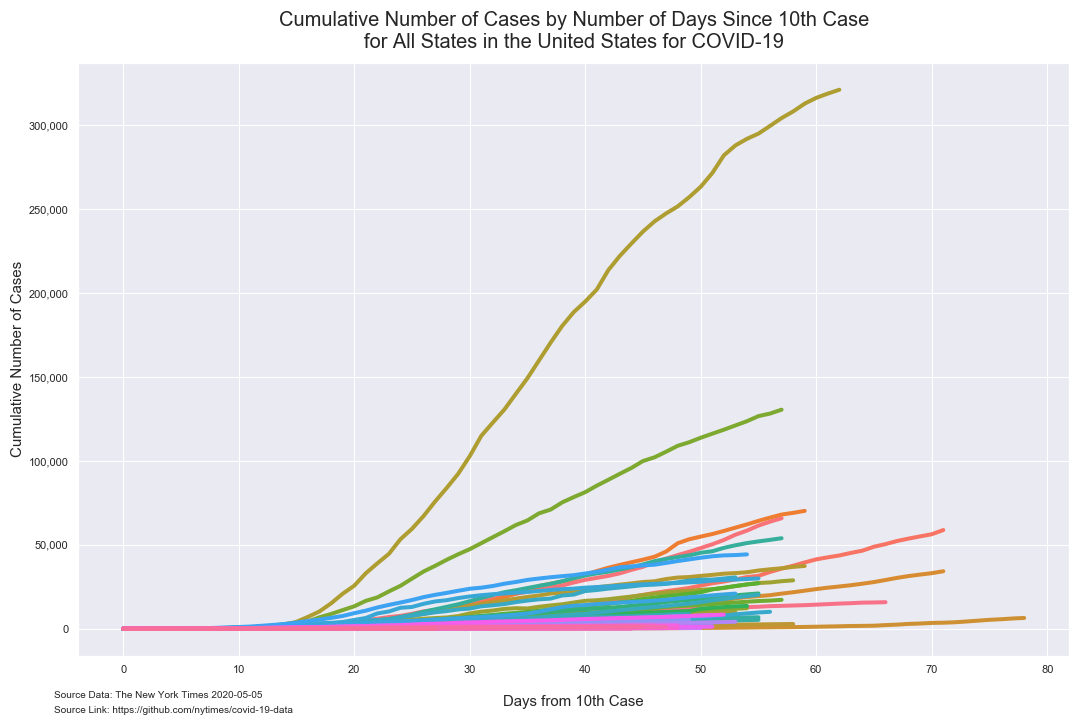 Cumulative Number of Cases by Number of Days Since 10th Case
for All States in the United States for COVID-19
Cumulative Number of Cases
300,000
250,000
200,000
150,000
100,000
50,000
0
0 10 20 30 40 50 60 70 80
Days from 10th Case
Source Data: The New York Times 2020-05-05
Source Link: https://github.com/nytimes/covid-19-data